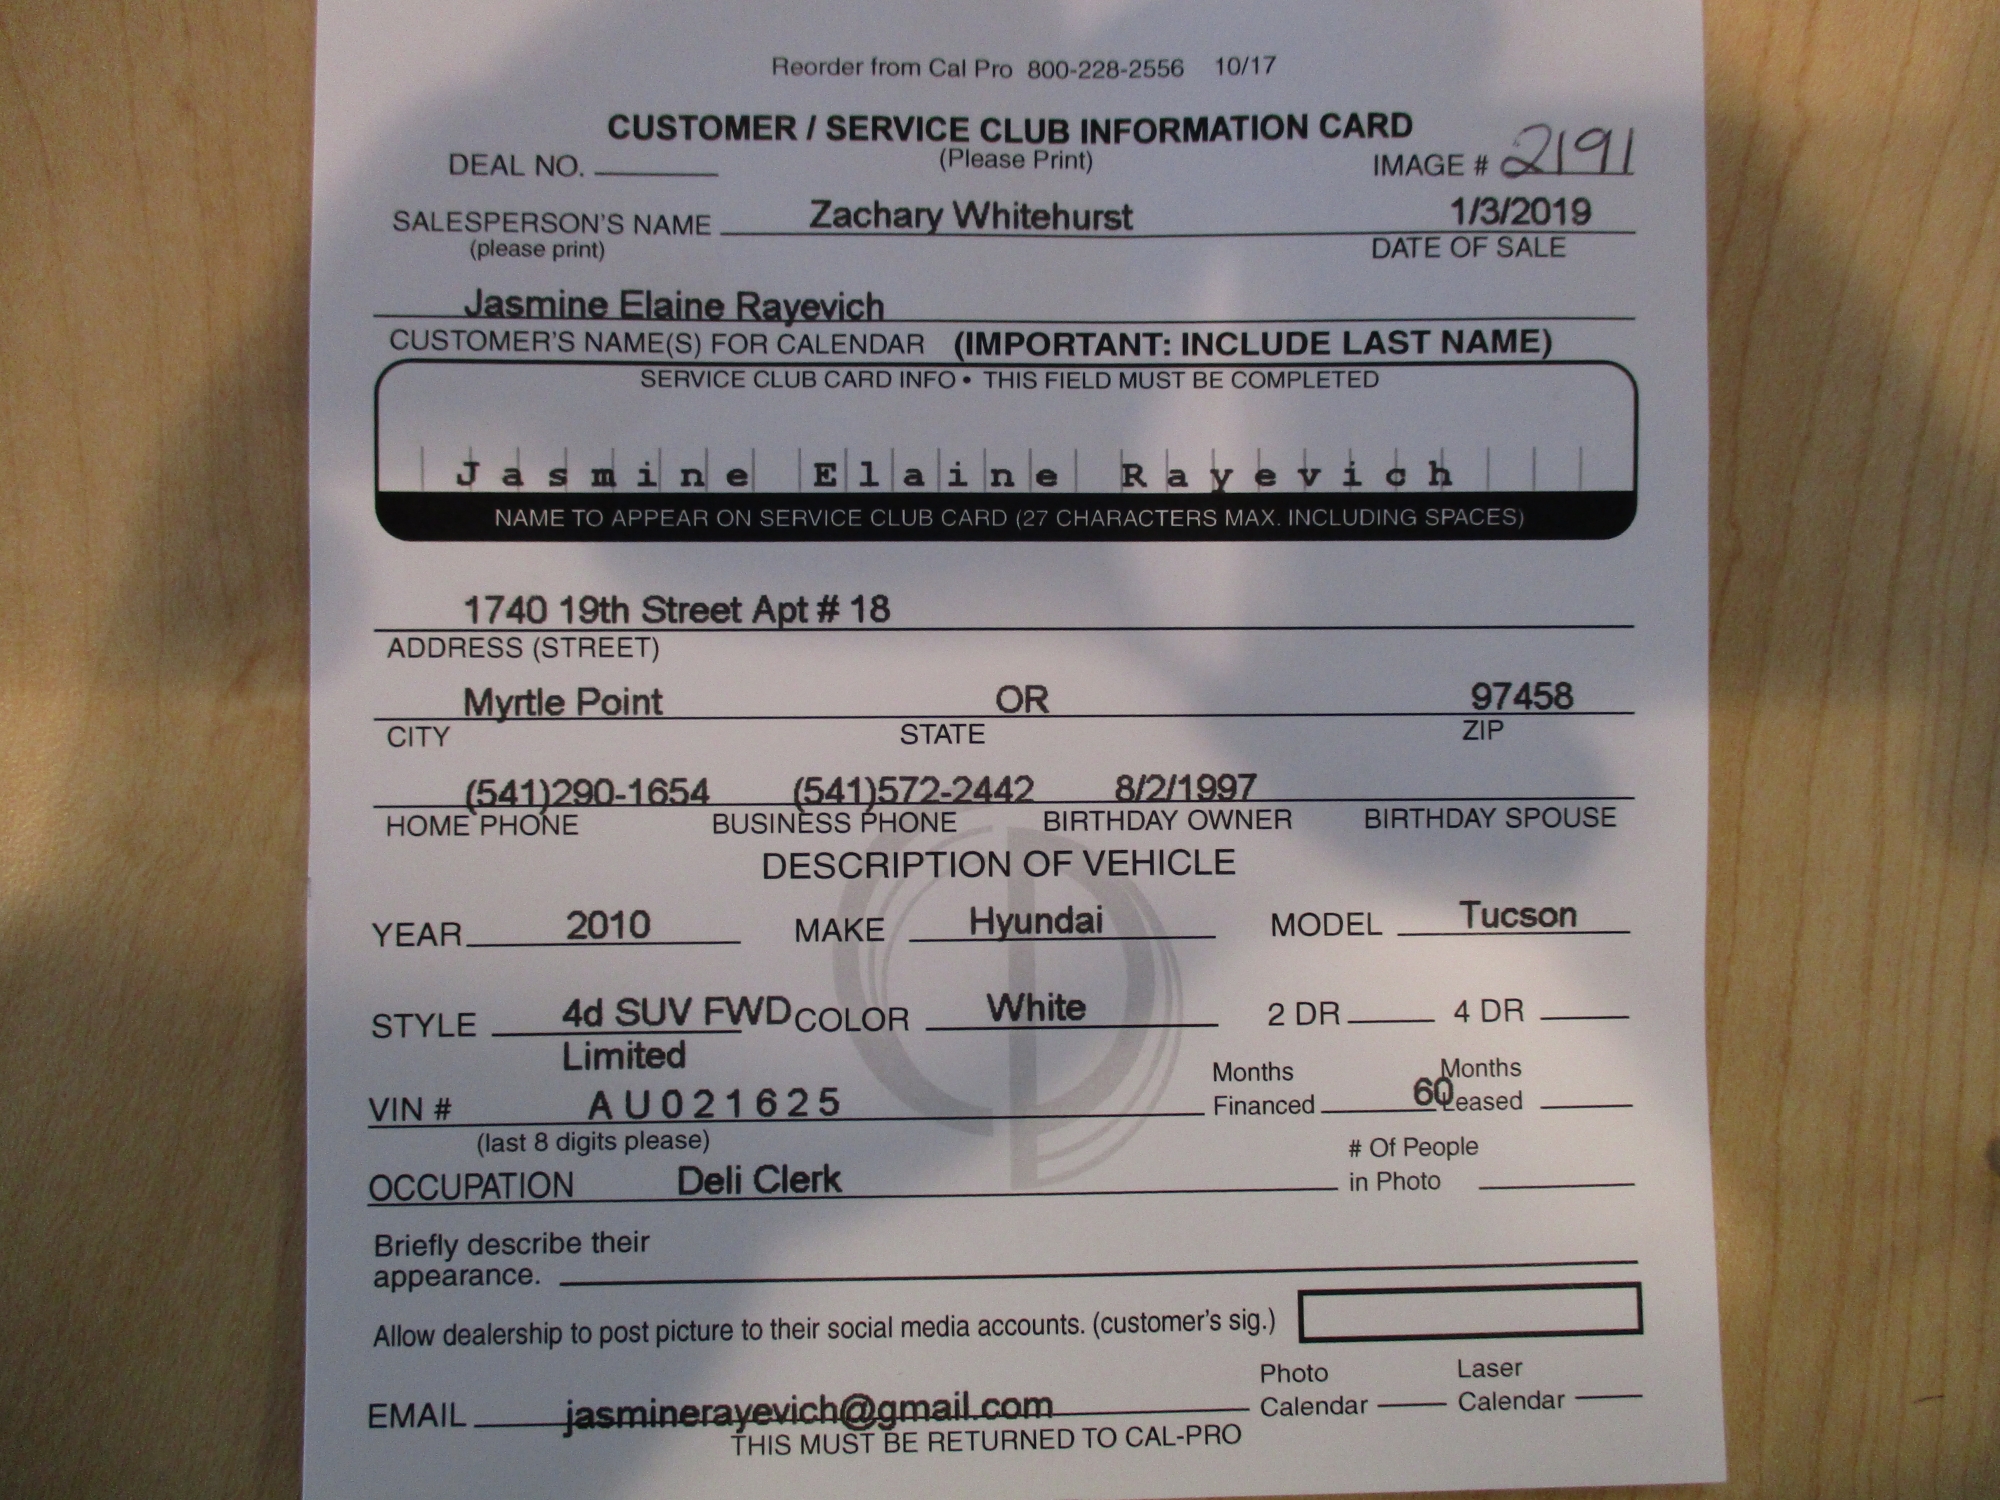 Reorder from Cal Pro 800-228-2556 10/17
CUSTOMER / SERVICE CLUB INFORMATION CARD
DEAL NO. (Please Print) IMAGE # 2191
SALESPERSON'S NAME Zachary Whitehurst 1/3/2019
(please print) DATE OF SALE
Jasmine Elaine Rayevich
CUSTOMER'S NAME(S) FOR CALENDAR (IMPORTANT: INCLUDE LAST NAME)
SERVICE CLUB CARD INFO • THIS FIELD MUST BE COMPLETED
Jasmine Elaine Rayevich
NAME TO APPEAR ON SERVICE CLUB CARD (27 CHARACTERS MAX. INCLUDING SPACES)
1740 19th Street Apt # 18
ADDRESS (STREET)
Myrtle Point OR 97458
CITY STATE ZIP
(541)290-1654 (541)572-2442 8/2/1997
HOME PHONE BUSINESS PHONE BIRTHDAY OWNER BIRTHDAY SPOUSE
DESCRIPTION OF VEHICLE
YEAR 2010 MAKE Hyundai MODEL Tucson
STYLE 4d SUV FWD COLOR White 2 DR 4 DR
Limited
Months Months
VIN # AU021625 Financed 60 Leased
(last 8 digits please)
# Of People
OCCUPATION Deli Clerk in Photo
Briefly describe their
appearance.
Allow dealership to post picture to their social media accounts. (customer's sig.)
Photo Laser
EMAIL jasminerayevich@gmail.com Calendar Calendar
THIS MUST BE RETURNED TO CAL-PRO